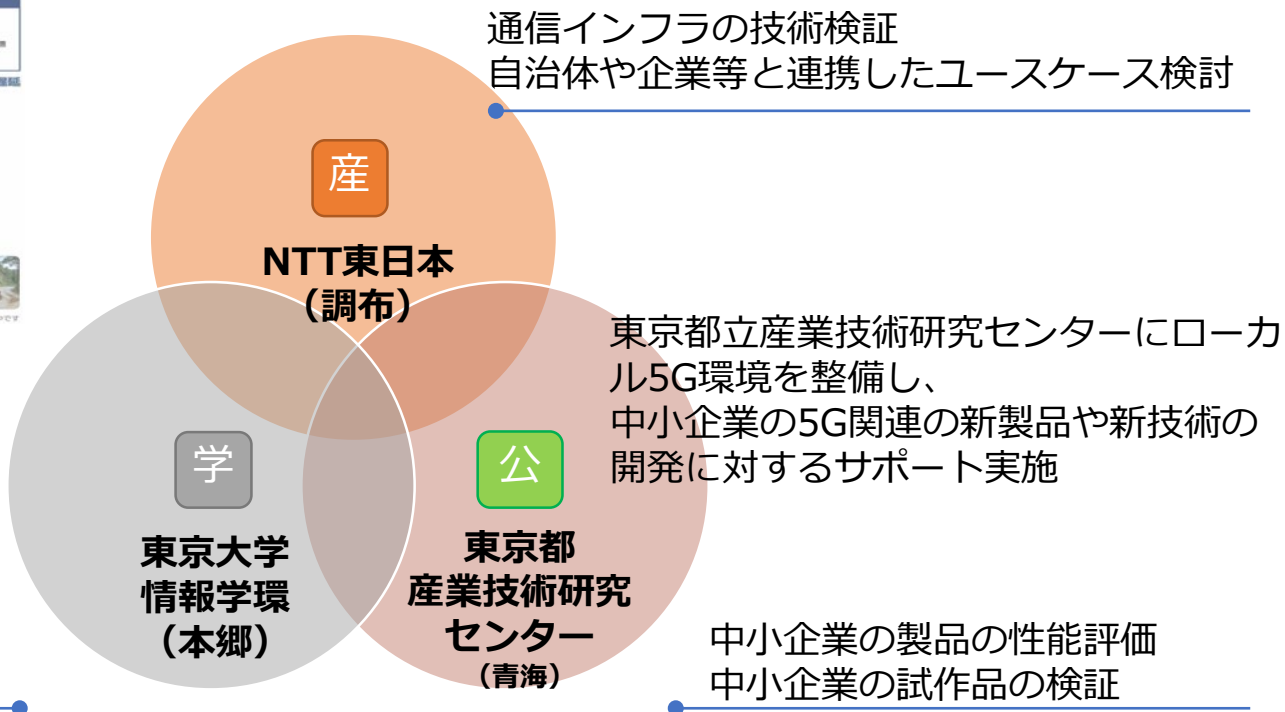 通信インフラの技術検証
自治体や企業等と連携したユースケース検討
産
NTT東日本
（調布）
東京都立産業技術研究センターにローカ
ル5G環境を整備し、
中小企業の5G関連の新製品や新技術の
開発に対するサポート実施
学
東京大学
情報学環
（本郷）
公
東京都
産業技術研究
センター
（青海）
中小企業の製品の性能評価
中小企業の試作品の検証